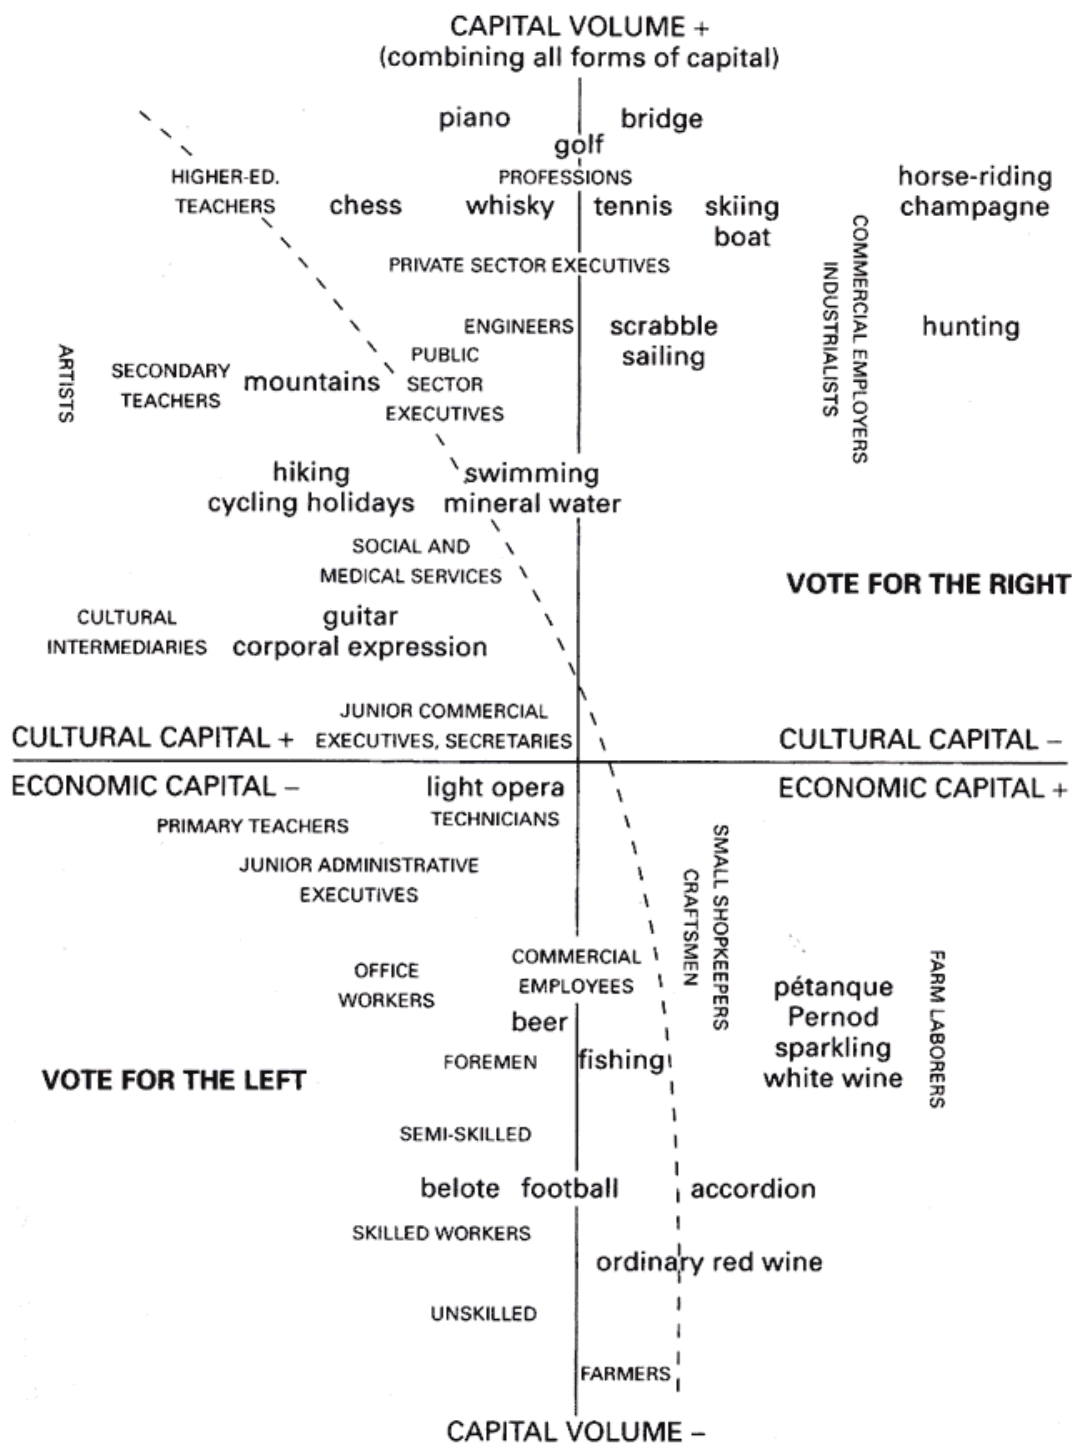 CAPITAL VOLUME +
(combining all forms of capital)
piano bridge
golf
HIGHER-ED. PROFESSIONS horse-riding
TEACHERS chess whisky tennis skiing champagne
boat
PRIVATE SECTOR EXECUTIVES
COMMERCIAL EMPLOYERS
INDUSTRIALISTS
ENGINEERS scrabble hunting
PUBLIC sailing
ARTISTS
SECONDARY mountains SECTOR
TEACHERS EXECUTIVES
hiking swimming
cycling holidays mineral water
SOCIAL AND
MEDICAL SERVICES
VOTE FOR THE RIGHT
CULTURAL guitar
INTERMEDIARIES corporal expression
JUNIOR COMMERCIAL
CULTURAL CAPITAL + EXECUTIVES, SECRETARIES CULTURAL CAPITAL –
ECONOMIC CAPITAL – light opera ECONOMIC CAPITAL +
PRIMARY TEACHERS TECHNICIANS
JUNIOR ADMINISTRATIVE
EXECUTIVES
SMALL SHOPKEEPERS
CRAFTSMEN
OFFICE COMMERCIAL
WORKERS EMPLOYEES pétanque
FARM LABORERS
beer Pernod
FOREMEN fishing sparkling
VOTE FOR THE LEFT white wine
SEMI-SKILLED
belote football accordion
SKILLED WORKERS
ordinary red wine
UNSKILLED
FARMERS
CAPITAL VOLUME –